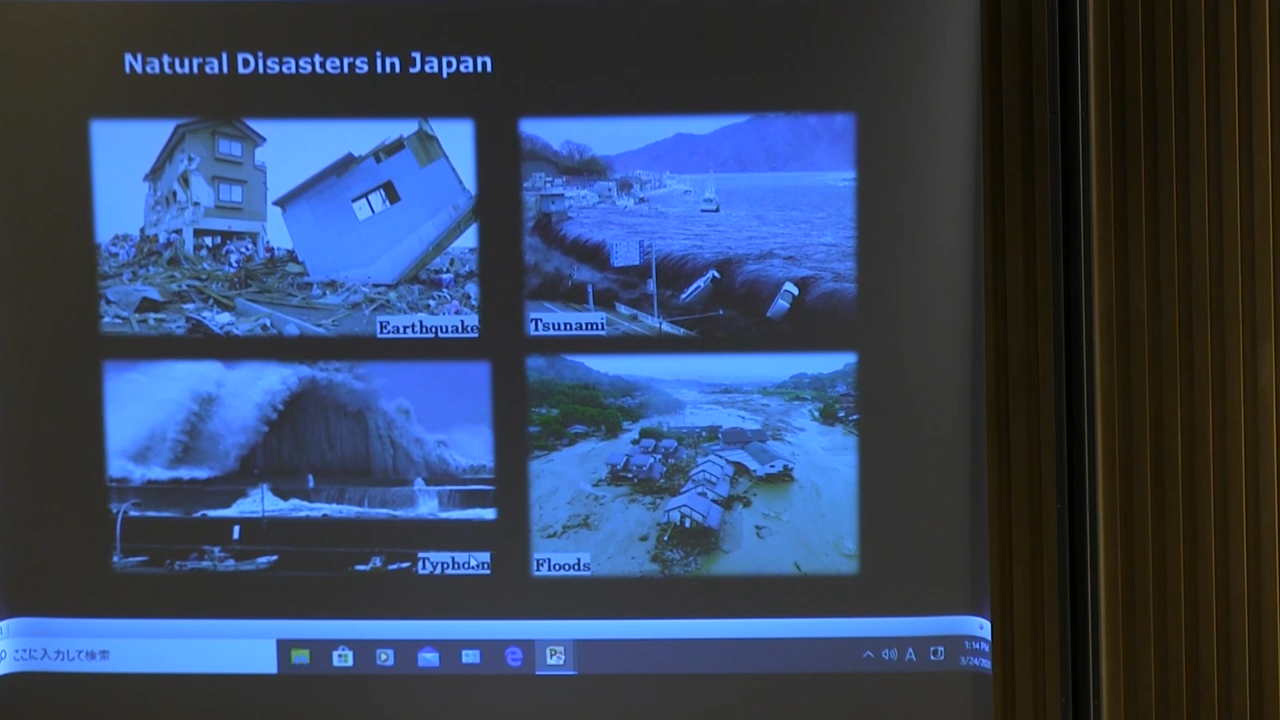 Natural Disasters in Japan
Earthquake
Tsunami
Typhoon
Floods
ここに入力して検索
A
1:14 PM